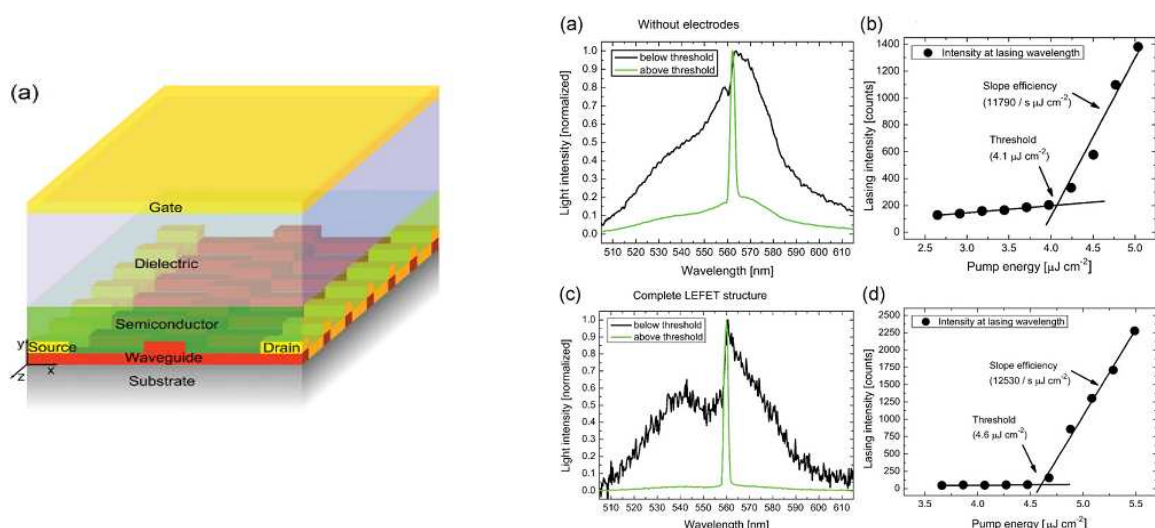 (a)
Gate
Dielectric
Semiconductor
Source
Drain
Waveguide
Substrate
y
x
z
(a)
Without electrodes
below threshold
above threshold
Light intensity [normalized]
1.0
0.9
0.8
0.7
0.6
0.5
0.4
0.3
0.2
0.1
0.0
510 520 530 540 550 560 570 580 590 600 610
Wavelength [nm]
(b)
Intensity at lasing wavelength
Slope efficiency
(11790 / s μJ cm⁻²)
Threshold
(4.1 μJ cm⁻²)
Lasing intensity [counts]
1400
1200
1000
800
600
400
200
0
2.5 3.0 3.5 4.0 4.5 5.0
Pump energy [μJ cm⁻²]
(c)
Complete LEFET structure
below threshold
above threshold
Light intensity [normalized]
1.0
0.9
0.8
0.7
0.6
0.5
0.4
0.3
0.2
0.1
0.0
510 520 530 540 550 560 570 580 590 600 610
Wavelength [nm]
(d)
Intensity at lasing wavelength
Slope efficiency
(12530 / s μJ cm⁻²)
Threshold
(4.6 μJ cm⁻²)
Lasing intensity [counts]
2500
2250
2000
1750
1500
1250
1000
750
500
250
0
3.5 4.0 4.5 5.0 5.5
Pump energy [μJ cm⁻²]